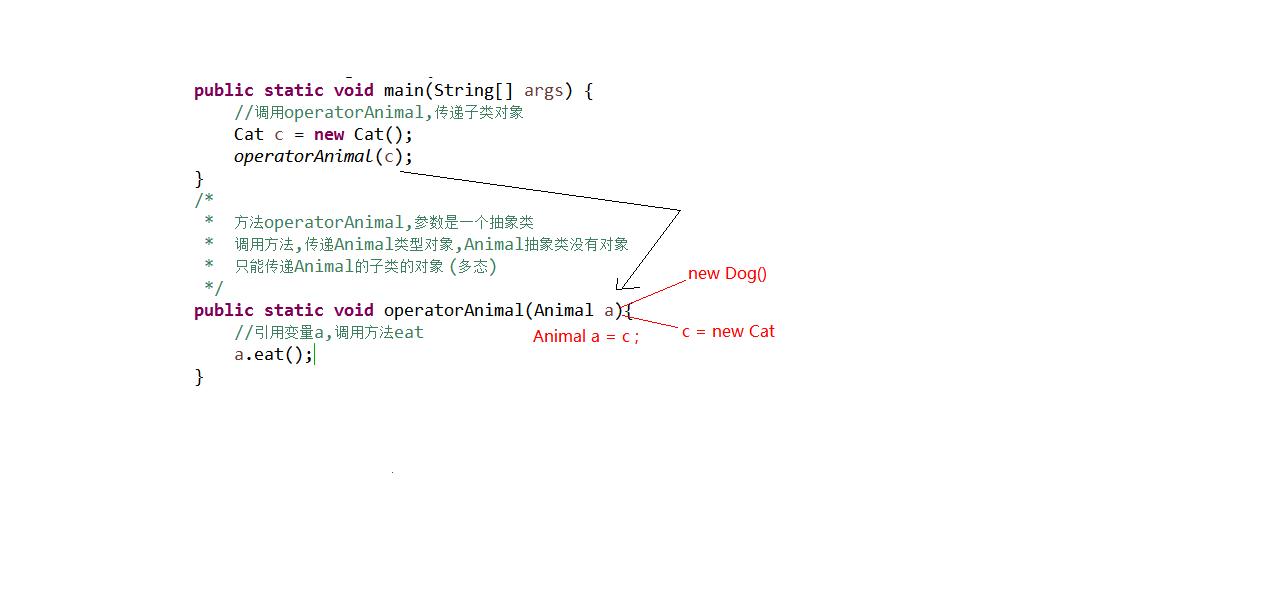 public static void main(String[] args) {
//调用operatorAnimal,传递子类对象
Cat c = new Cat();
operatorAnimal(c);
}
/*
* 方法operatorAnimal,参数是一个抽象类
* 调用方法,传递Animal类型对象,Animal抽象类没有对象
* 只能传递Animal的子类的对象 (多态)
*/
new Dog()
public static void operatorAnimal(Animal a){
//引用变量a,调用方法eat
Animal a = c ;
c = new Cat
a.eat();
}